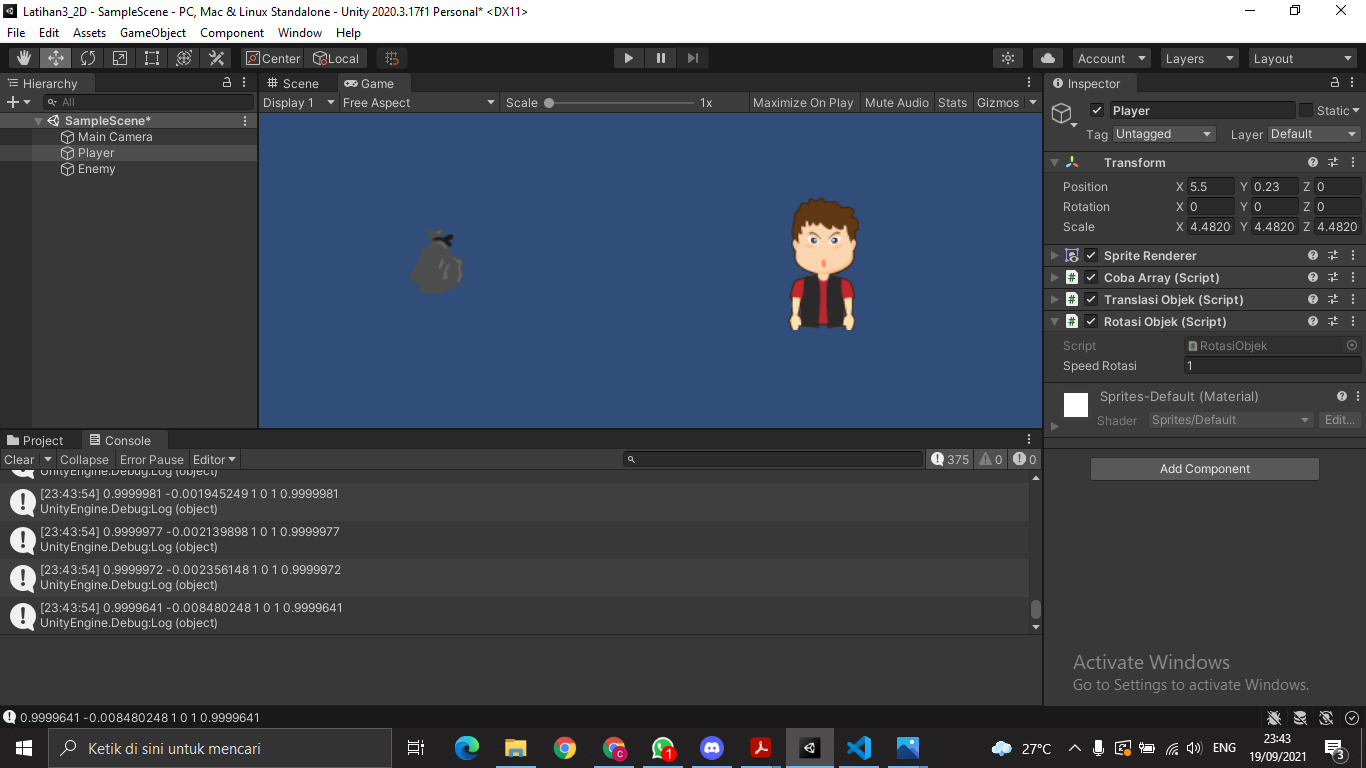 Latihan3_2D - SampleScene - PC, Mac & Linux Standalone - Unity 2020.3.17f1 Personal* <DX11>
File Edit Assets GameObject Component Window Help
Center Local Account Layers Layout
Hierarchy
All
SampleScene*
Main Camera
Player
Enemy
Scene Game
Display 1 Free Aspect Scale 1x Maximize On Play Mute Audio Stats Gizmos
Inspector
Player Static
Tag Untagged Layer Default
Transform
Position X 5.5 Y 0.23 Z 0
Rotation X 0 Y 0 Z 0
Scale X 4.4820 Y 4.4820 Z 4.4820
Sprite Renderer
Coba Array (Script)
Translasi Objek (Script)
Rotasi Objek (Script)
Script RotasiObjek
Speed Rotasi 1
Sprites-Default (Material)
Shader Sprites/Default Edit...
Add Component
Project Console
Clear Collapse Error Pause Editor 375 0 0
UnityEngine.Debug:Log (object)
[23:43:54] 0.9999981 -0.001945249 1 0 1 0.9999981
UnityEngine.Debug:Log (object)
[23:43:54] 0.9999977 -0.002139898 1 0 1 0.9999977
UnityEngine.Debug:Log (object)
[23:43:54] 0.9999972 -0.002356148 1 0 1 0.9999972
UnityEngine.Debug:Log (object)
[23:43:54] 0.9999641 -0.008480248 1 0 1 0.9999641
UnityEngine.Debug:Log (object)
Activate Windows
Go to Settings to activate Windows.
0.9999641 -0.008480248 1 0 1 0.9999641
Ketik di sini untuk mencari
C
1
27°C
ENG
23:43
19/09/2021
3